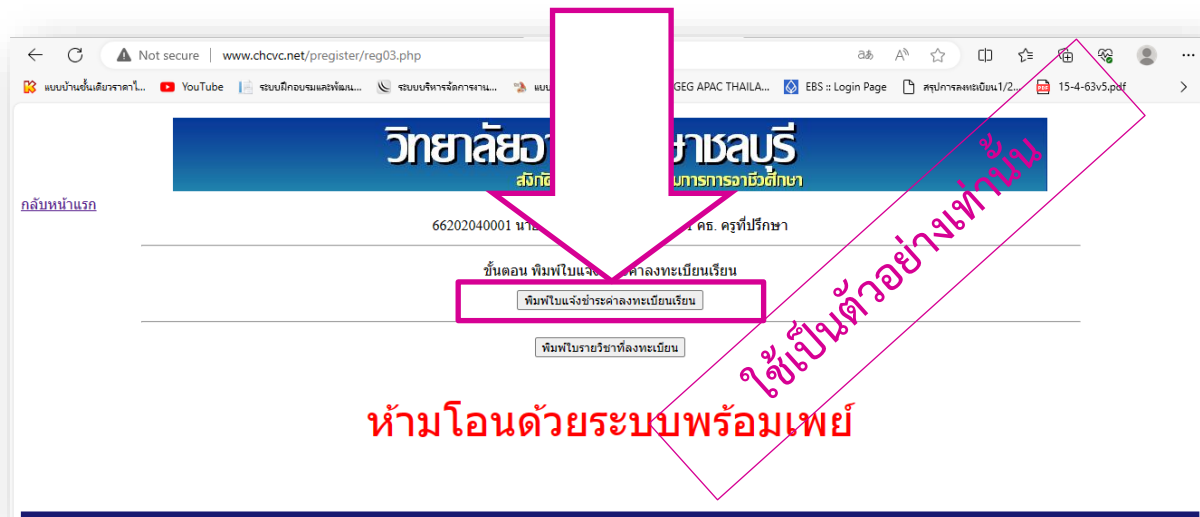 Not secure | www.chcvc.net/pregister/reg03.php
แบบบ้านชั้นเดียวราคาไ... YouTube ระบบฝึกอบรมและพัฒน... ระบบบริหารจัดการงาน... แบบ GEG APAC THAILA... EBS :: Login Page สรุปการลงทะเบียน1/2... 15-4-63v5.pdf
วิทยาลัยอา ษาชลบุรี
สังกัด การอาชีวศึกษา
กลับหน้าแรก
66202040001 นาย คธ. ครูที่ปรึกษา
ขั้นตอน พิมพ์ใบแจ้ง ค่าลงทะเบียนเรียน
พิมพ์ใบแจ้งชำระค่าลงทะเบียนเรียน
พิมพ์ใบรายวิชาที่ลงทะเบียน
ใช้เป็นตัวอย่างเท่านั้น
ห้ามโอนด้วยระบบพร้อมเพย์